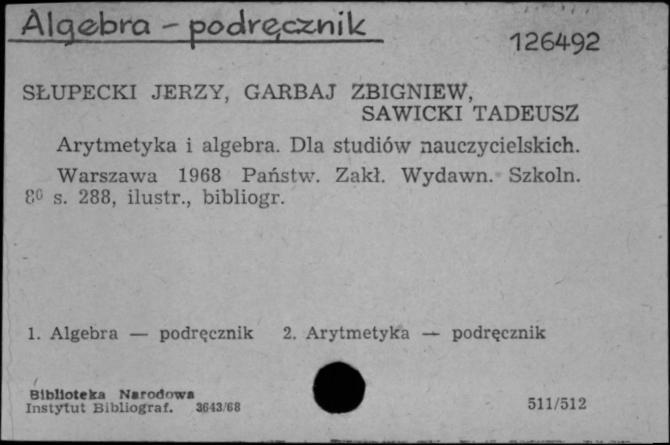 Algebra - podręcznik
126492
SŁUPECKI JERZY, GARBAJ ZBIGNIEW,
SAWICKI TADEUSZ
Arytmetyka i algebra. Dla studiów nauczycielskich.
Warszawa 1968 Państw. Zakł. Wydawn. Szkoln.
8⁰ s. 288, ilustr., bibliogr.
1. Algebra — podręcznik 2. Arytmetyka — podręcznik
Biblioteka Narodowa
Instytut Bibliograf. 3643/68
511/512